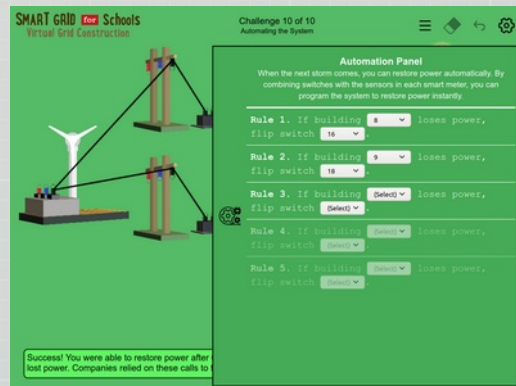 SMART GRID for Schools
Virtual Grid Construction
Challenge 10 of 10
Automating the System
Automation Panel
When the next storm comes, you can restore power automatically. By
combining switches with the sensors in each smart meter, you can
program the system to restore power instantly.
Rule 1. If building 8 loses power,
flip switch 16.
Rule 2. If building 9 loses power,
flip switch 18.
Rule 3. If building (Select) loses power,
flip switch (Select).
Rule 4. If building (Select) loses power,
flip switch (Select).
Rule 5. If building (Select) loses power,
flip switch (Select).
Success! You were able to restore power after
lost power. Companies relied on these calls to